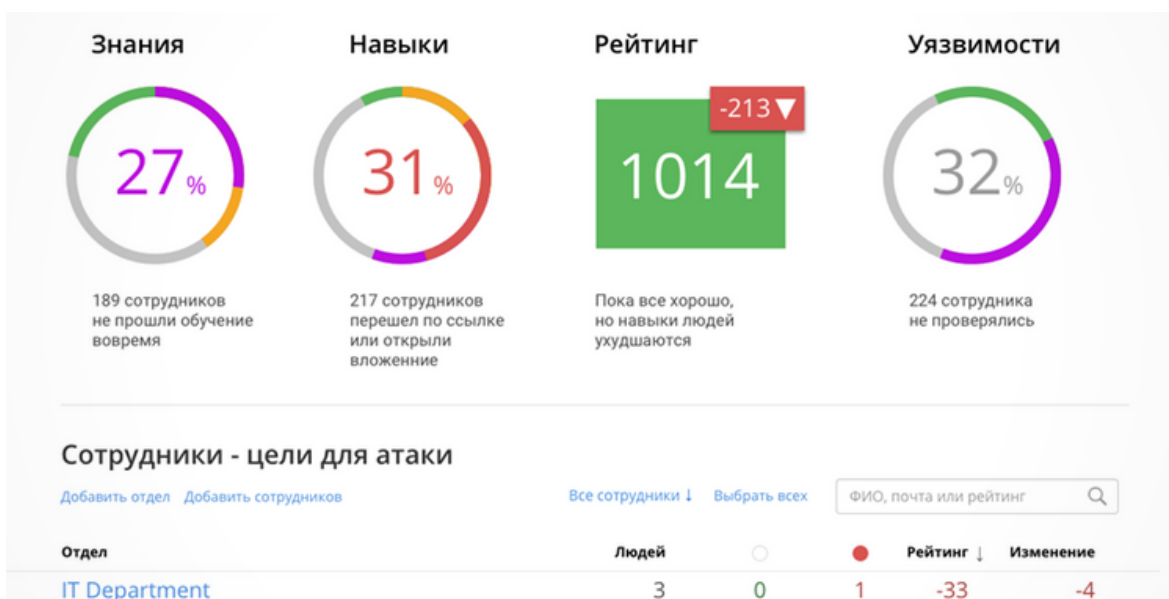 Знания Навыки Рейтинг Уязвимости
27%
31%
-213▼
1014
32%
189 сотрудников
не прошли обучение
вовремя
217 сотрудников
перешел по ссылке
или открыли
вложенние
Пока все хорошо,
но навыки людей
ухудшаются
224 сотрудника
не проверялись
Сотрудники - цели для атаки
Добавить отдел Добавить сотрудников Все сотрудники ↓ Выбрать всех ФИО, почта или рейтинг
Отдел Людей Рейтинг ↓ Изменение
IT Department 3 0 1 -33 -4